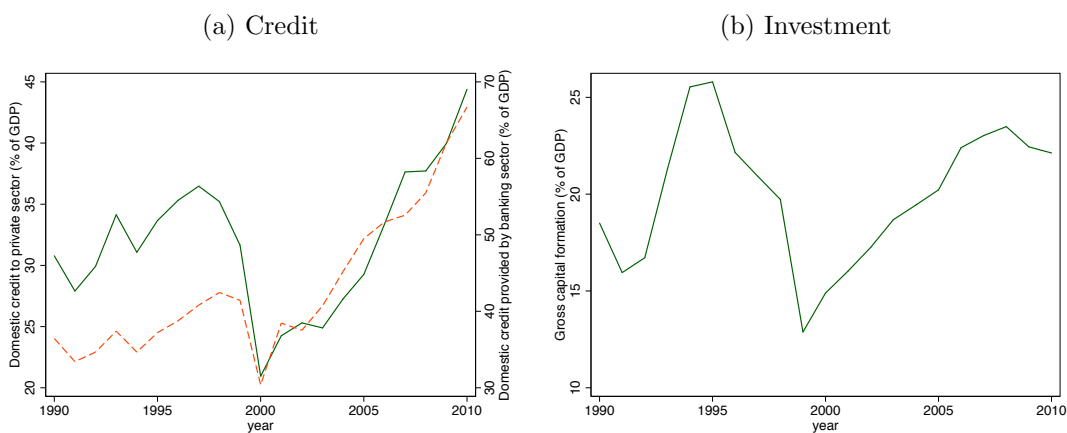 (a) Credit
Domestic credit to private sector (% of GDP)
45
40
35
30
25
20
70
60
50
40
30
Domestic credit provided by banking sector (% of GDP)
1990 1995 2000 2005 2010
year
(b) Investment
Gross capital formation (% of GDP)
25
20
15
10
1990 1995 2000 2005 2010
year